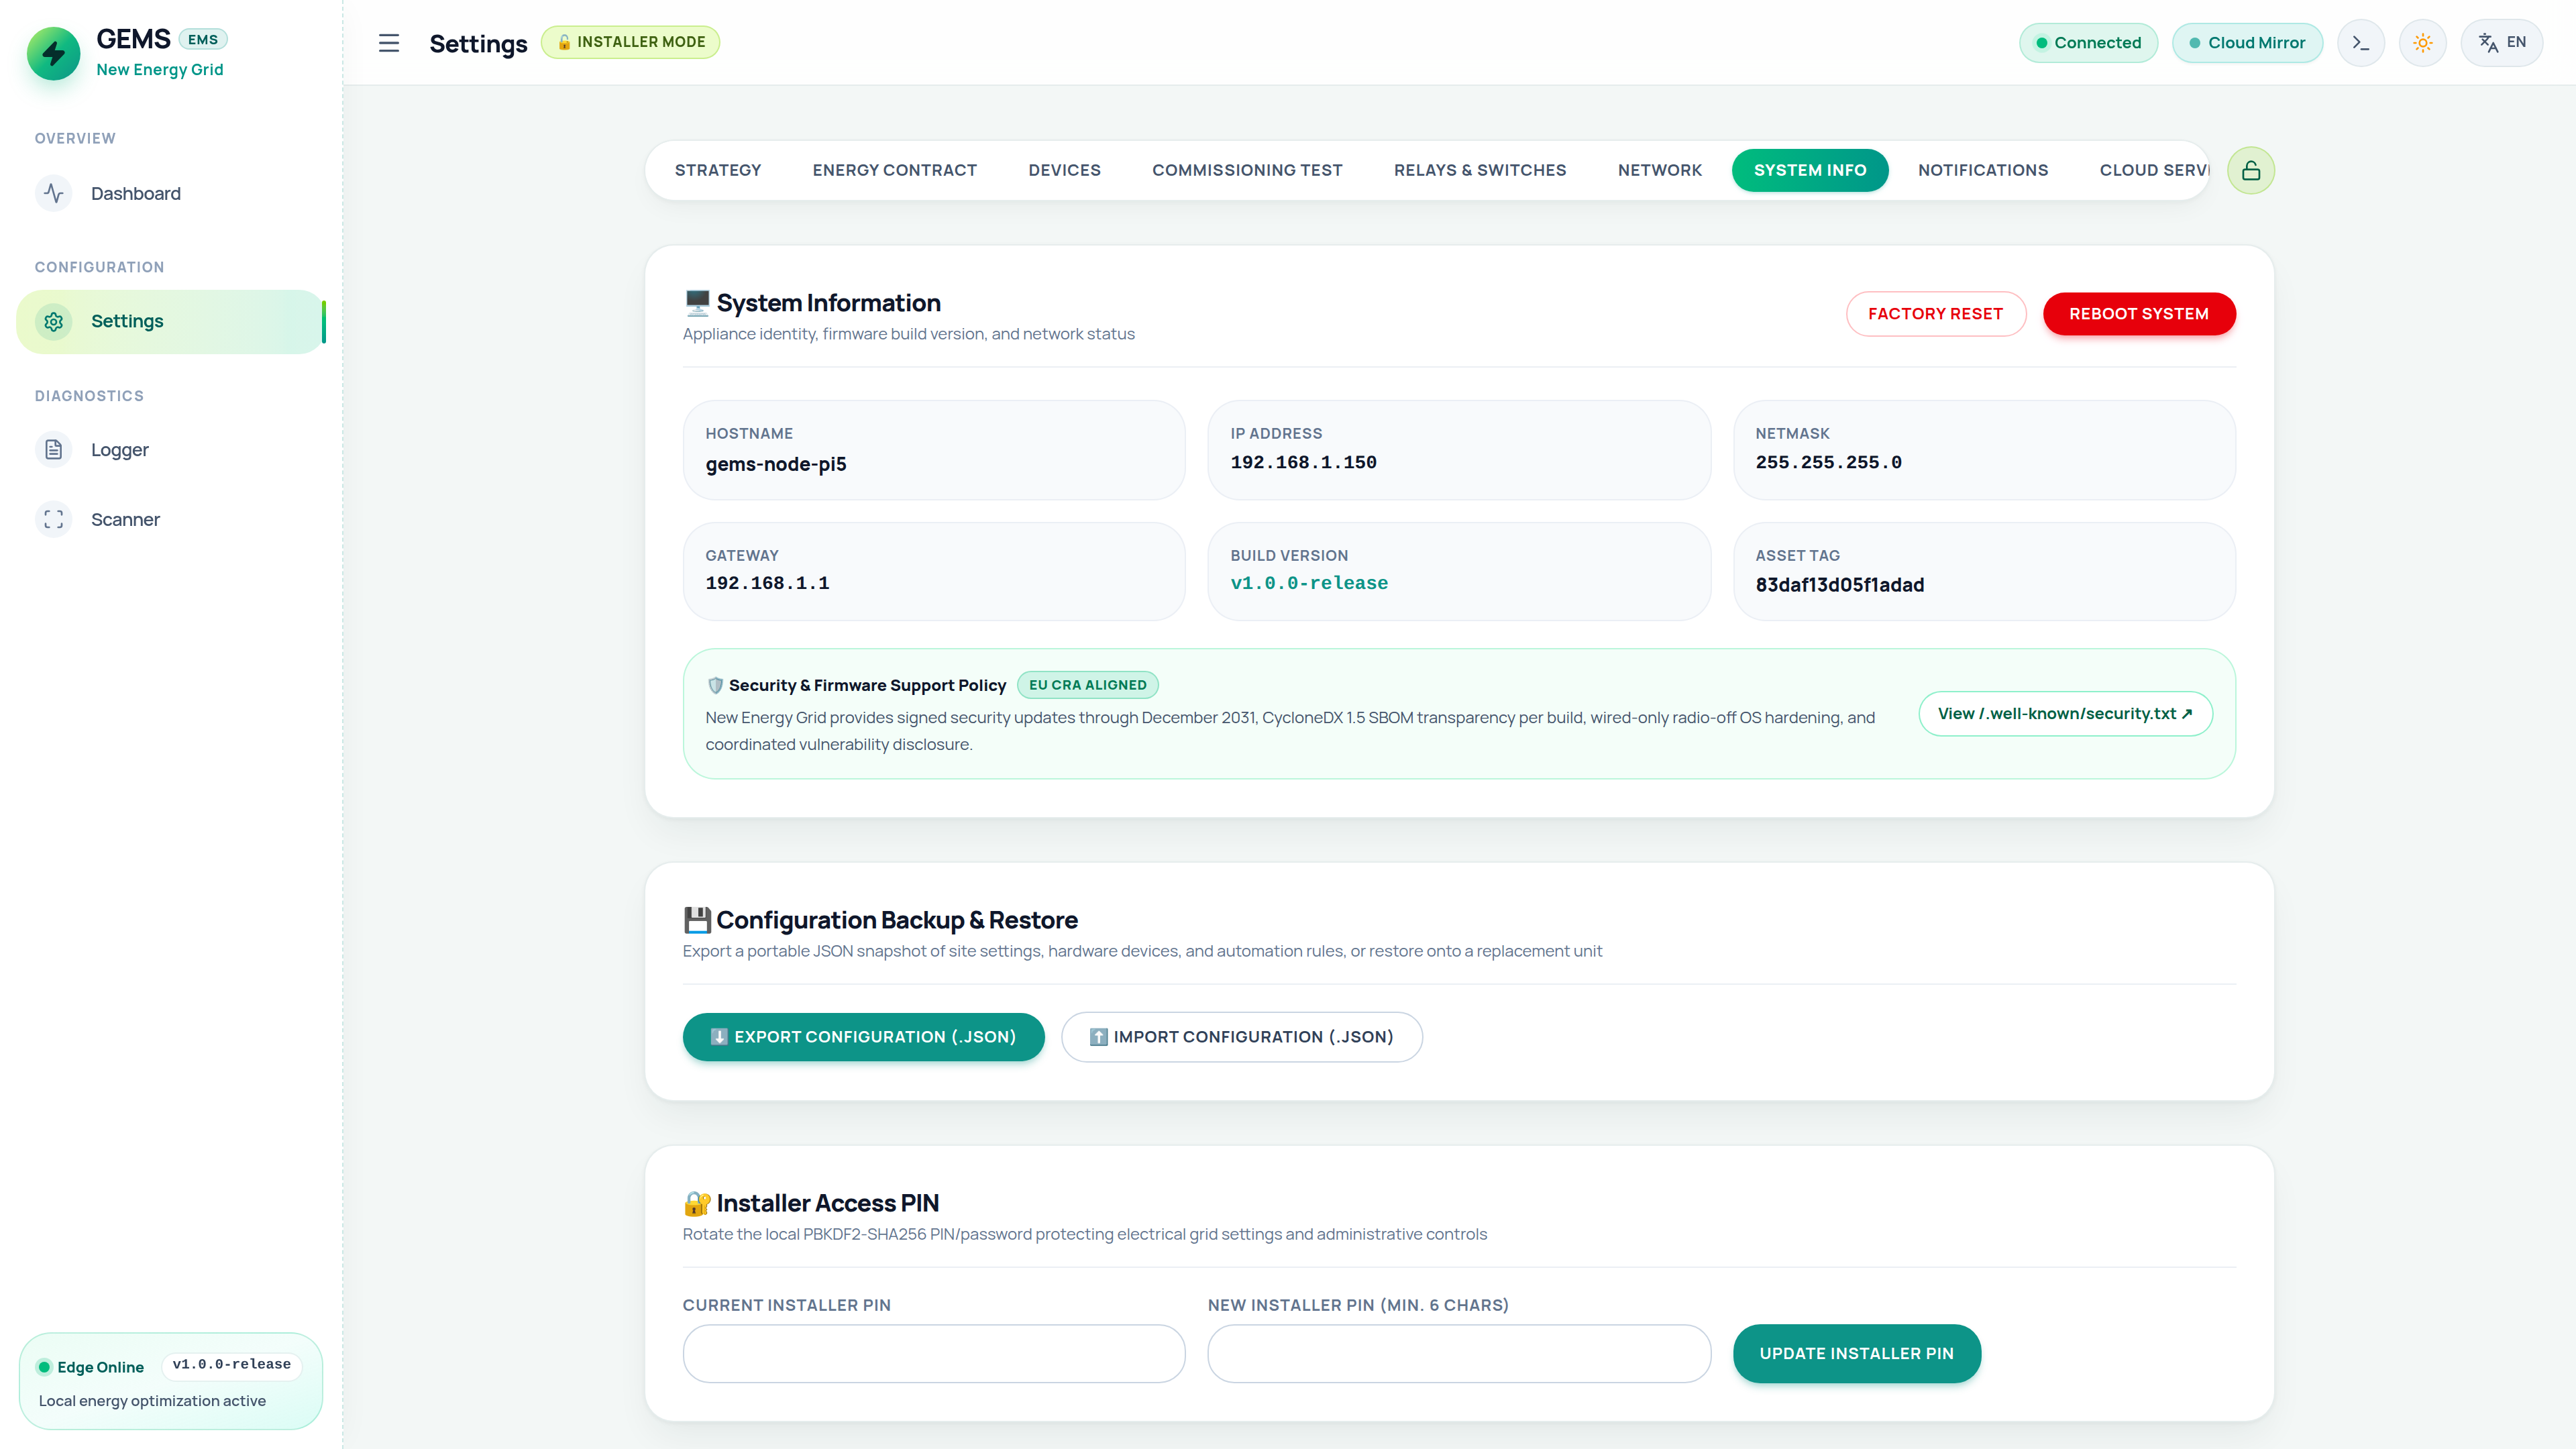 GEMS EMS
New Energy Grid
OVERVIEW
Dashboard
CONFIGURATION
Settings
DIAGNOSTICS
Logger
Scanner
Edge Online v1.0.0-release
Local energy optimization active
Settings INSTALLER MODE
Connected Cloud Mirror EN
STRATEGY ENERGY CONTRACT DEVICES COMMISSIONING TEST RELAYS & SWITCHES NETWORK SYSTEM INFO NOTIFICATIONS CLOUD SERVI
System Information
Appliance identity, firmware build version, and network status
FACTORY RESET REBOOT SYSTEM
HOSTNAME
gems-node-pi5
IP ADDRESS
192.168.1.150
NETMASK
255.255.255.0
GATEWAY
192.168.1.1
BUILD VERSION
v1.0.0-release
ASSET TAG
83daf13d05f1adad
Security & Firmware Support Policy EU CRA ALIGNED
New Energy Grid provides signed security updates through December 2031, CycloneDX 1.5 SBOM transparency per build, wired-only radio-off OS hardening, and
coordinated vulnerability disclosure.
View /.well-known/security.txt ↗
Configuration Backup & Restore
Export a portable JSON snapshot of site settings, hardware devices, and automation rules, or restore onto a replacement unit
EXPORT CONFIGURATION (.JSON) IMPORT CONFIGURATION (.JSON)
Installer Access PIN
Rotate the local PBKDF2-SHA256 PIN/password protecting electrical grid settings and administrative controls
CURRENT INSTALLER PIN
NEW INSTALLER PIN (MIN. 6 CHARS)
UPDATE INSTALLER PIN